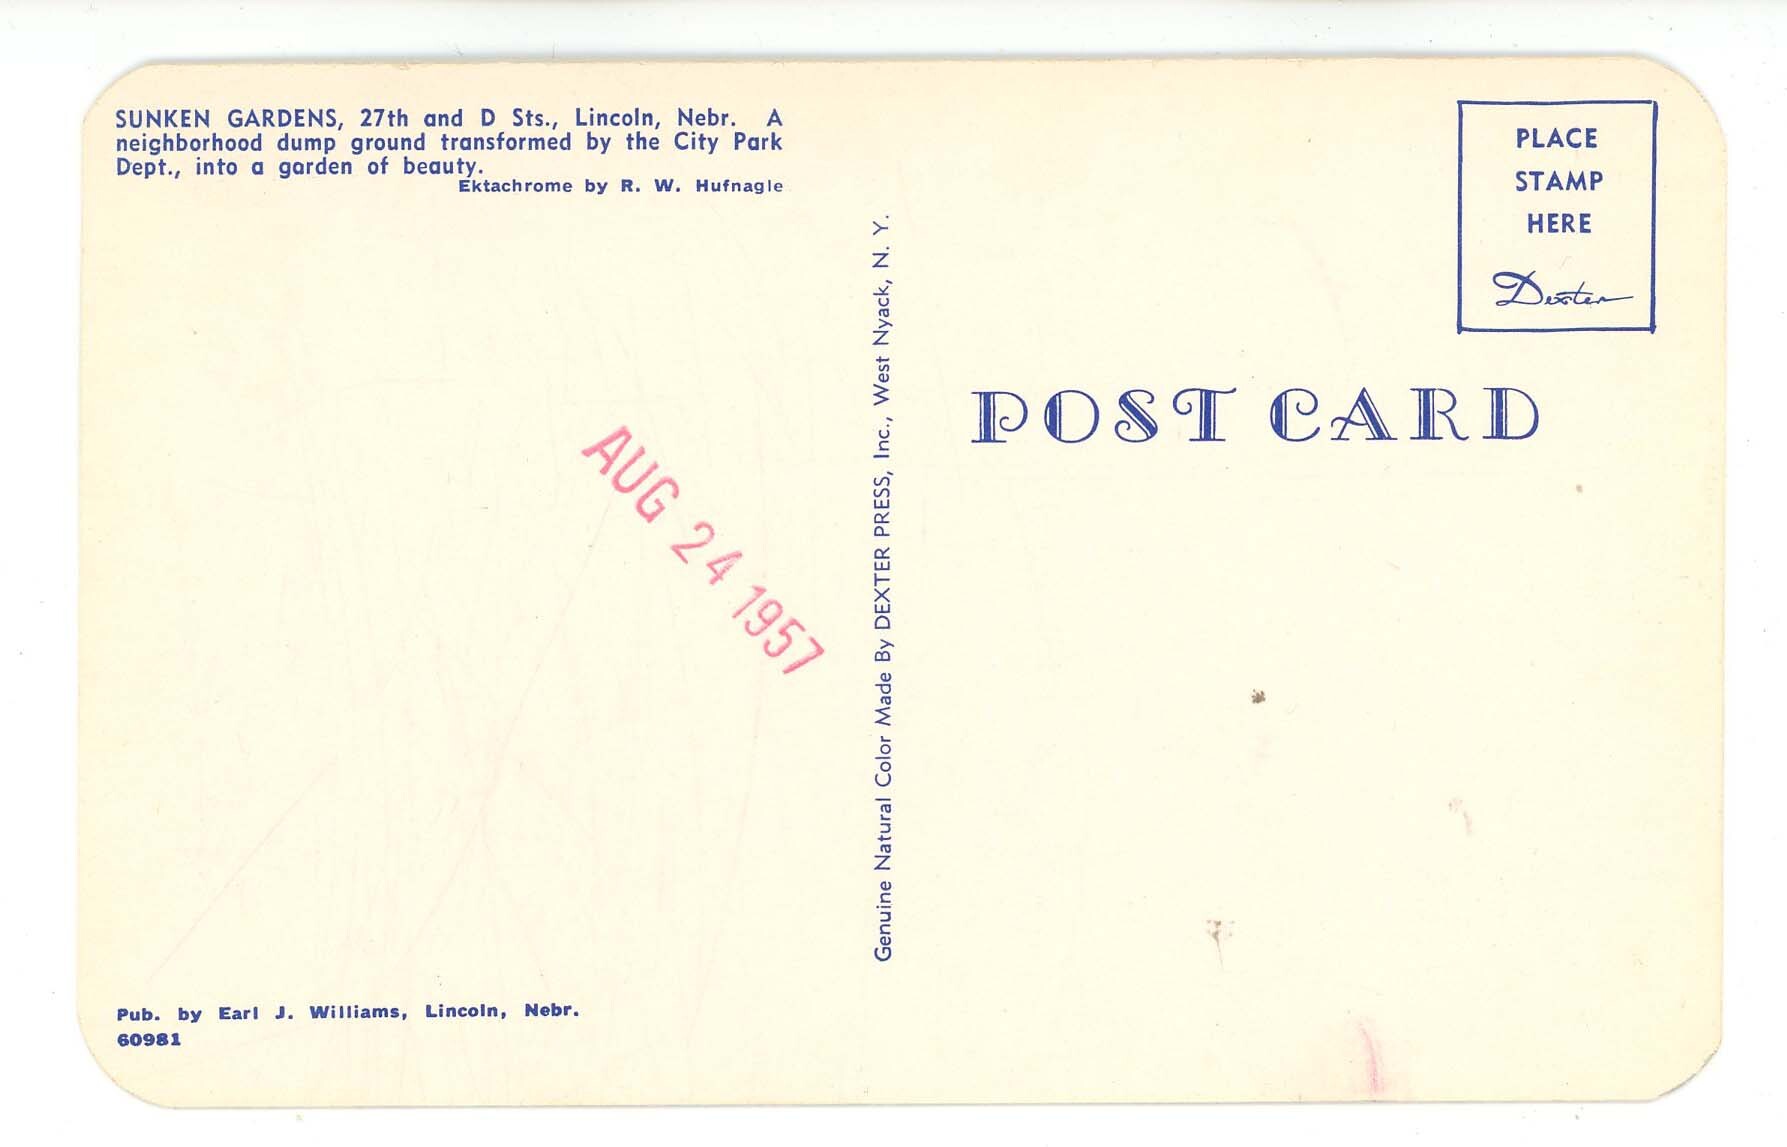 SUNKEN GARDENS, 27th and D Sts., Lincoln, Nebr. A
neighborhood dump ground transformed by the City Park
Dept., into a garden of beauty.
Ektachrome by R. W. Hufnagle
PLACE
STAMP
HERE
Dexter
Genuine Natural Color Made By DEXTER PRESS, Inc., West Nyack, N. Y.
POST CARD
AUG 24 1957
Pub. by Earl J. Williams, Lincoln, Nebr.
60981